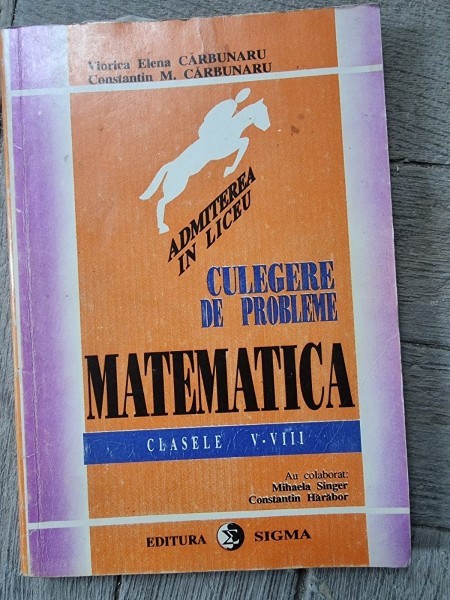 Viorica Elena CĂRBUNARU
Constantin M. CĂRBUNARU
ADMITEREA
IN LICEU
CULEGERE
DE PROBLEME
MATEMATICA
CLASELE V-VIII
Au colaborat:
Mihaela Singer
Constantin Hărăbor
EDITURA Σ SIGMA